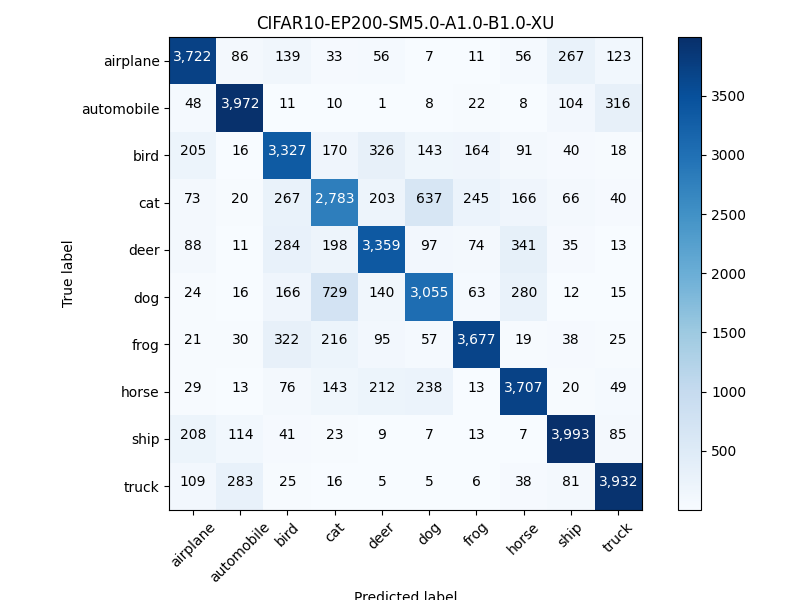 CIFAR10-EP200-SM5.0-A1.0-B1.0-XU
airplane 3,722 86 139 33 56 7 11 56 267 123
automobile 48 3,972 11 10 1 8 22 8 104 316
bird 205 16 3,327 170 326 143 164 91 40 18
cat 73 20 267 2,783 203 637 245 166 66 40
deer 88 11 284 198 3,359 97 74 341 35 13
dog 24 16 166 729 140 3,055 63 280 12 15
frog 21 30 322 216 95 57 3,677 19 38 25
horse 29 13 76 143 212 238 13 3,707 20 49
ship 208 114 41 23 9 7 13 7 3,993 85
truck 109 283 25 16 5 5 6 38 81 3,932
airplane automobile bird cat deer dog frog horse ship truck
True label
Predicted label
3500
3000
2500
2000
1500
1000
500